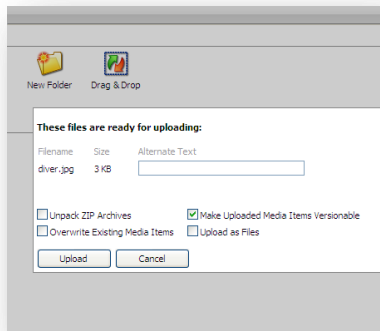 New Folder Drag & Drop
These files are ready for uploading:
Filename Size Alternate Text
diver.jpg 3 KB
Unpack ZIP Archives Make Uploaded Media Items Versionable
Overwrite Existing Media Items Upload as Files
Upload Cancel